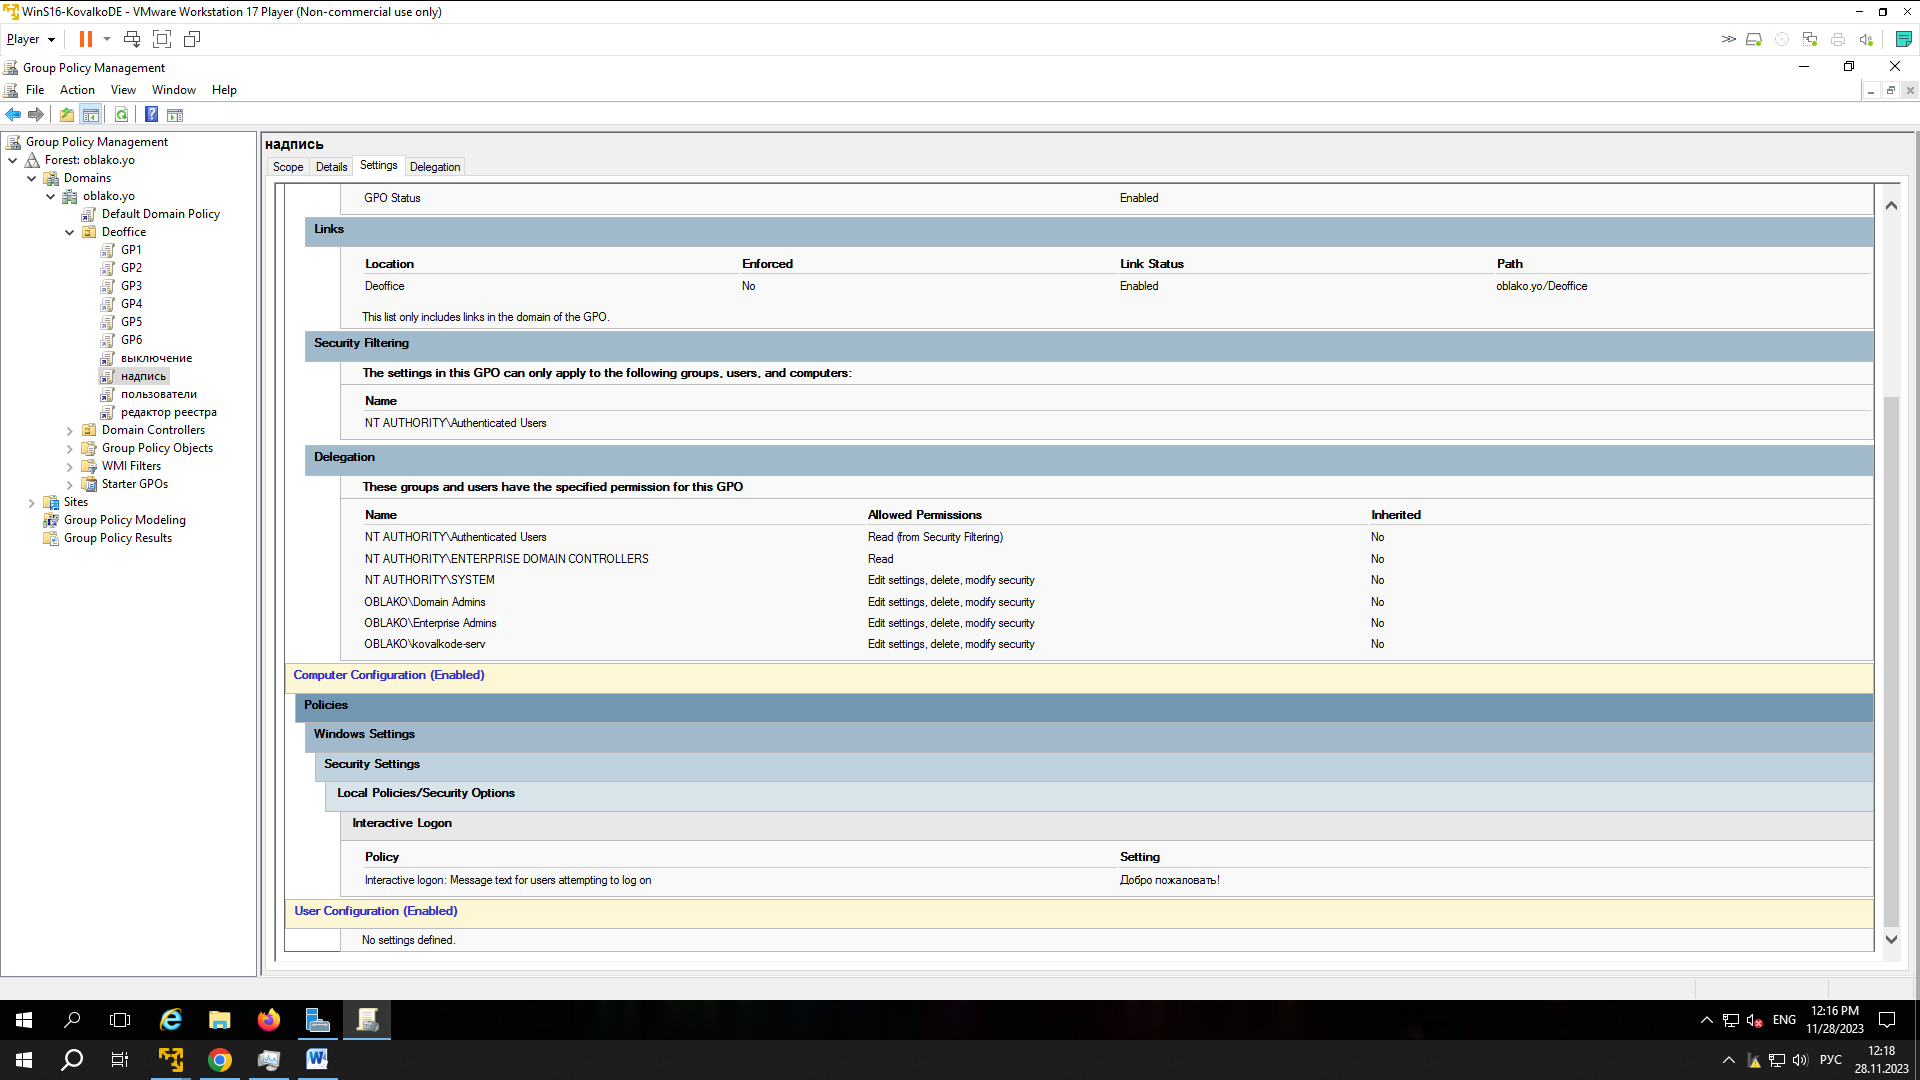 WinS16-KovalkoDE - VMware Workstation 17 Player (Non-commercial use only)
Player
Group Policy Management
File Action View Window Help
Group Policy Management
Forest: oblako.yo
Domains
oblako.yo
Default Domain Policy
Deoffice
GP1
GP2
GP3
GP4
GP5
GP6
выключение
надпись
пользователи
редактор реестра
Domain Controllers
Group Policy Objects
WMI Filters
Starter GPOs
Sites
Group Policy Modeling
Group Policy Results
надпись
Scope Details Settings Delegation
GPO Status Enabled
Links
Location Enforced Link Status Path
Deoffice No Enabled oblako.yo/Deoffice
This list only includes links in the domain of the GPO.
Security Filtering
The settings in this GPO can only apply to the following groups, users, and computers:
Name
NT AUTHORITY\Authenticated Users
Delegation
These groups and users have the specified permission for this GPO
Name Allowed Permissions Inherited
NT AUTHORITY\Authenticated Users Read (from Security Filtering) No
NT AUTHORITY\ENTERPRISE DOMAIN CONTROLLERS Read No
NT AUTHORITY\SYSTEM Edit settings, delete, modify security No
OBLAKO\Domain Admins Edit settings, delete, modify security No
OBLAKO\Enterprise Admins Edit settings, delete, modify security No
OBLAKO\kovalkode-serv Edit settings, delete, modify security No
Computer Configuration (Enabled)
Policies
Windows Settings
Security Settings
Local Policies/Security Options
Interactive Logon
Policy Setting
Interactive logon: Message text for users attempting to log on Добро пожаловать!
User Configuration (Enabled)
No settings defined.
ENG
12:16 PM
11/28/2023
РУС
12:18
28.11.2023